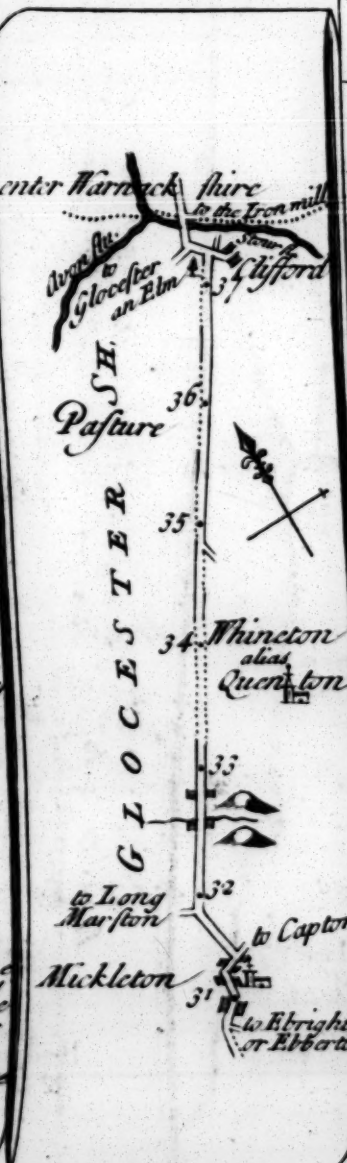 enter Warwick shire
to the Iron mill
Avon flu.
Stour fl.
to
Glocester
an Elm
Clifford
37
GLOCESTER SH.
36
Pasture
35
34
Whineton
alias
Quenton
33
32
to Long
Marston
to Capton
Mickleton
31
to Ebright
or Ebberto